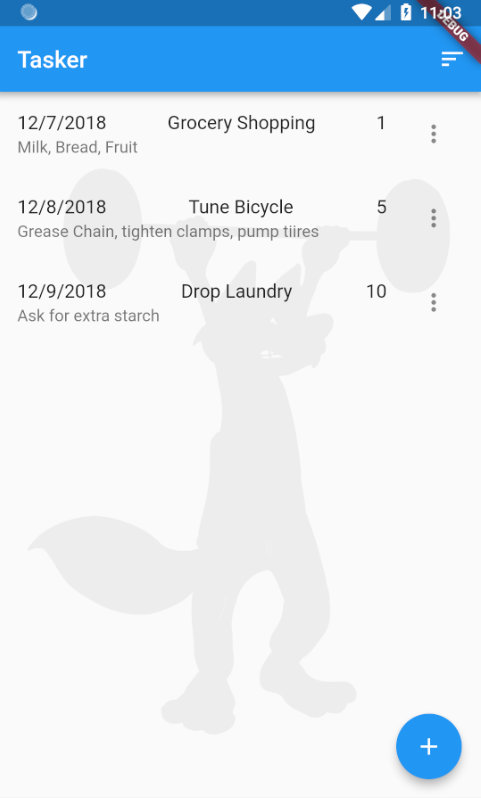 11:03
DEBUG
Tasker
12/7/2018 Grocery Shopping 1
Milk, Bread, Fruit
12/8/2018 Tune Bicycle 5
Grease Chain, tighten clamps, pump tiires
12/9/2018 Drop Laundry 10
Ask for extra starch